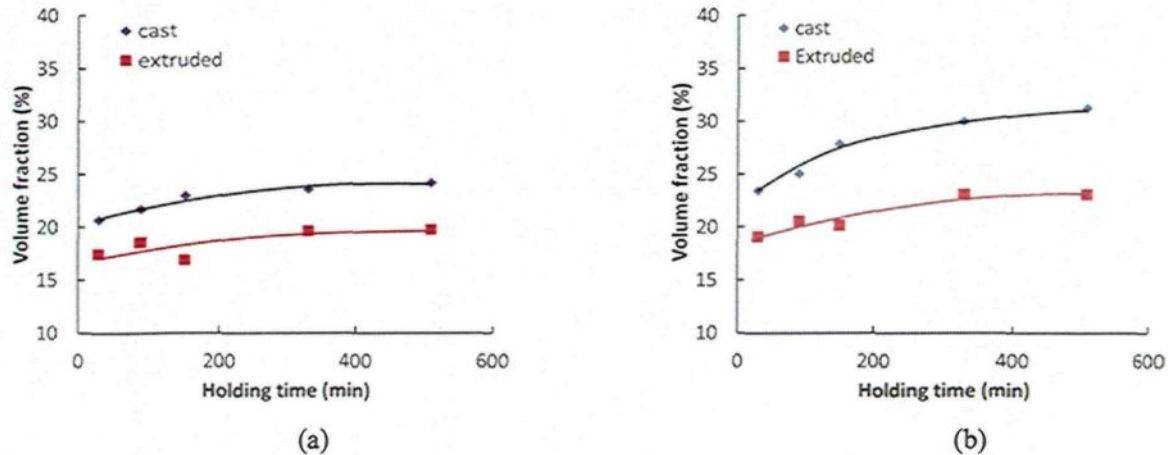 40
35
30
25
20
15
10
Volume fraction (%)
cast
extruded
0
200
400
600
Holding time (min)
(a)
40
35
30
25
20
15
10
Volume fraction (%)
cast
Extruded
0
200
400
600
Holding time (min)
(b)